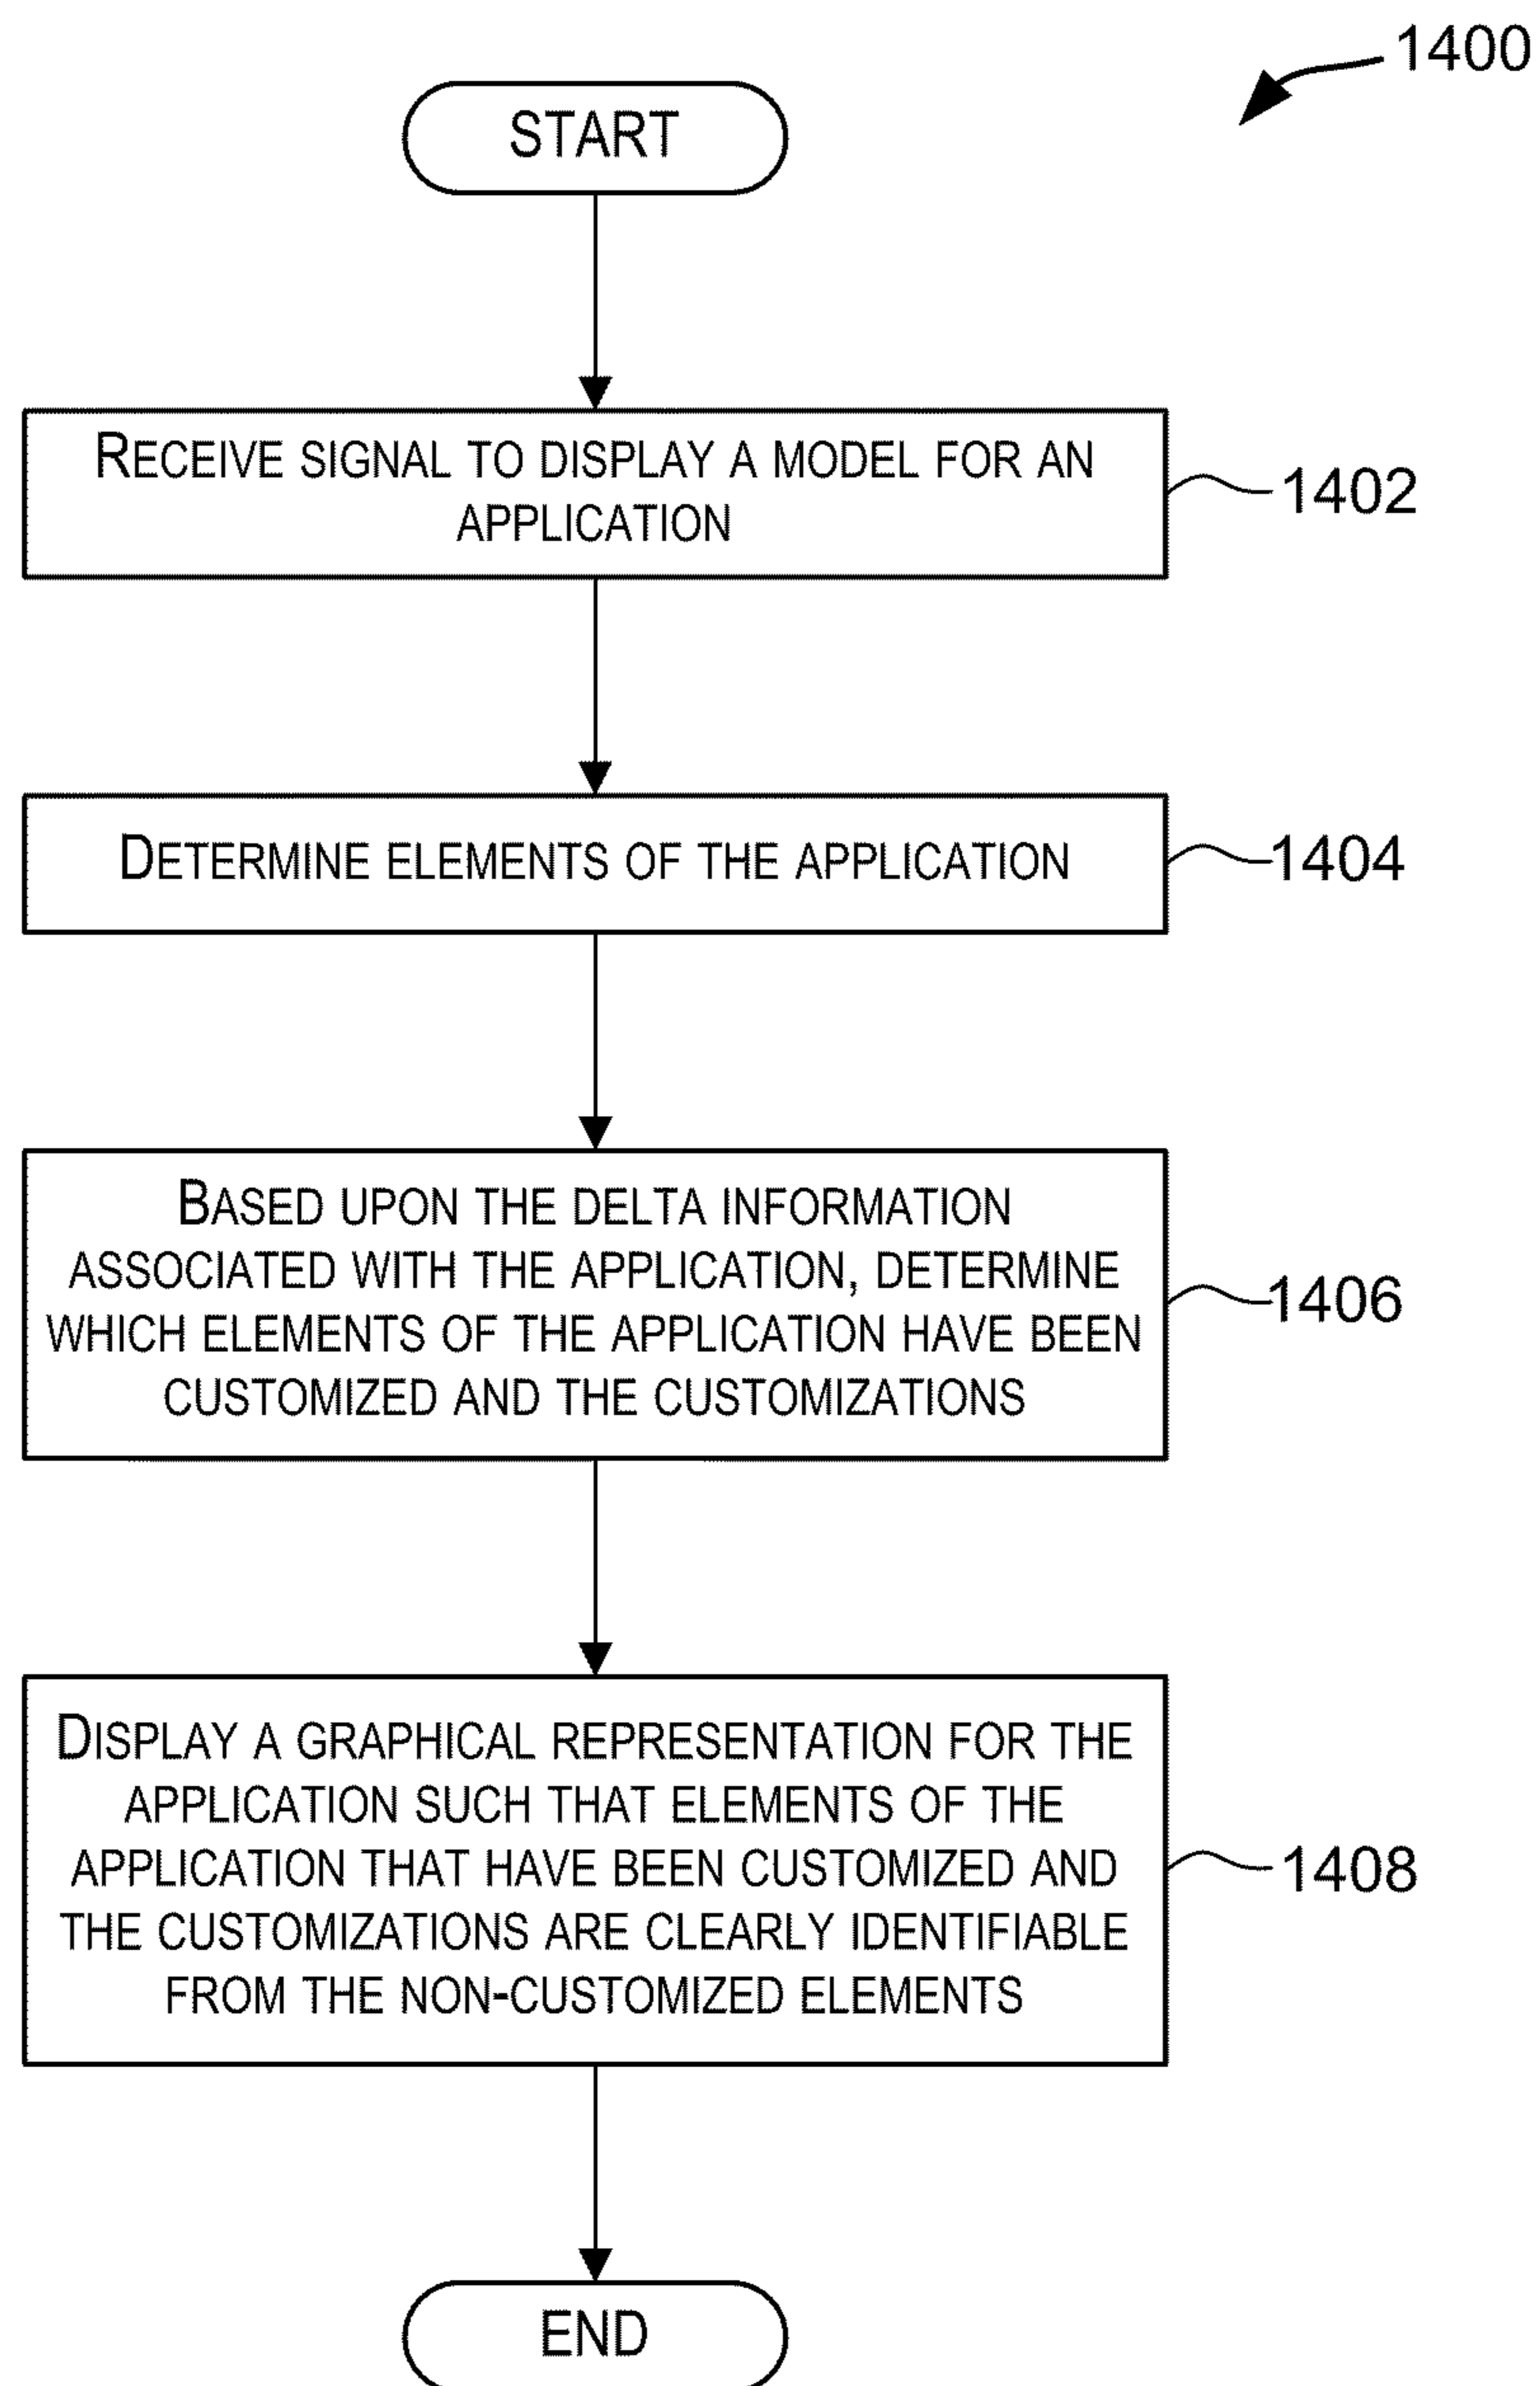 1400
START
RECEIVE SIGNAL TO DISPLAY A MODEL FOR AN
APPLICATION
1402
DETERMINE ELEMENTS OF THE APPLICATION
1404
BASED UPON THE DELTA INFORMATION
ASSOCIATED WITH THE APPLICATION, DETERMINE
WHICH ELEMENTS OF THE APPLICATION HAVE BEEN
CUSTOMIZED AND THE CUSTOMIZATIONS
1406
DISPLAY A GRAPHICAL REPRESENTATION FOR THE
APPLICATION SUCH THAT ELEMENTS OF THE
APPLICATION THAT HAVE BEEN CUSTOMIZED AND
THE CUSTOMIZATIONS ARE CLEARLY IDENTIFIABLE
FROM THE NON-CUSTOMIZED ELEMENTS
1408
END